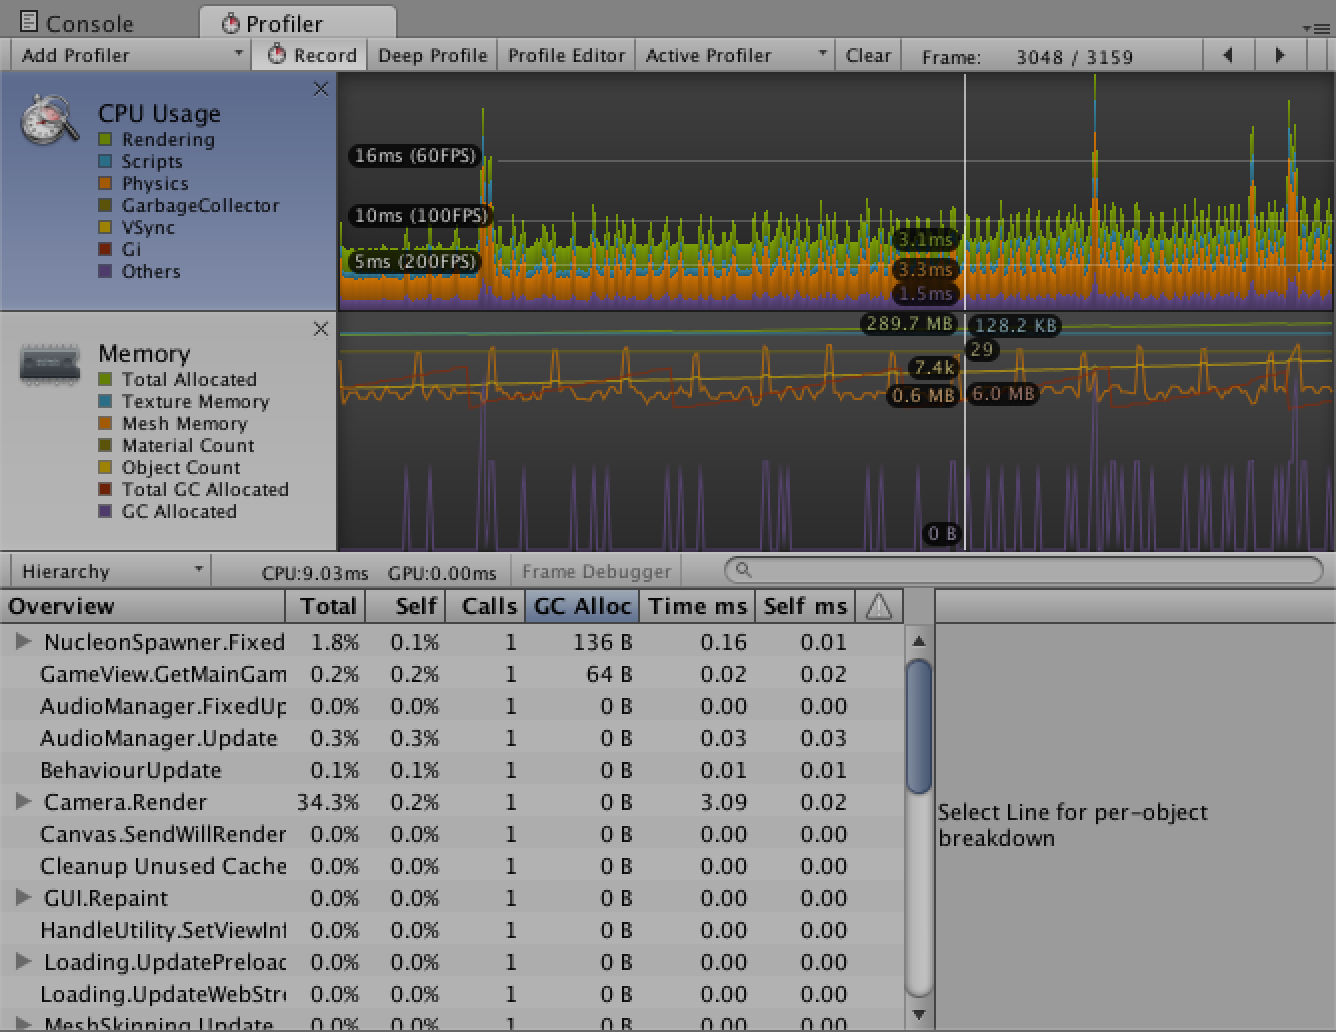 Console
Profiler
Add Profiler Record Deep Profile Profile Editor Active Profiler Clear Frame: 3048 / 3159
CPU Usage
Rendering
Scripts
Physics
GarbageCollector
VSync
Gi
Others
16ms (60FPS)
10ms (100FPS)
5ms (200FPS)
3.1ms
3.3ms
1.5ms
Memory
Total Allocated
Texture Memory
Mesh Memory
Material Count
Object Count
Total GC Allocated
GC Allocated
289.7 MB 128.2 KB
29
7.4k
0.6 MB 6.0 MB
0 B
Hierarchy CPU:9.03ms GPU:0.00ms Frame Debugger
Overview Total Self Calls GC Alloc Time ms Self ms
NucleonSpawner.Fixed 1.8% 0.1% 1 136 B 0.16 0.01
GameView.GetMainGam 0.2% 0.2% 1 64 B 0.02 0.02
AudioManager.FixedUp 0.0% 0.0% 1 0 B 0.00 0.00
AudioManager.Update 0.3% 0.3% 1 0 B 0.03 0.03
BehaviourUpdate 0.1% 0.1% 1 0 B 0.01 0.01
Camera.Render 34.3% 0.2% 1 0 B 3.09 0.02
Canvas.SendWillRender 0.0% 0.0% 1 0 B 0.00 0.00
Cleanup Unused Cache 0.0% 0.0% 1 0 B 0.00 0.00
GUI.Repaint 0.0% 0.0% 1 0 B 0.00 0.00
HandleUtility.SetViewInf 0.0% 0.0% 1 0 B 0.00 0.00
Loading.UpdatePreload 0.0% 0.0% 1 0 B 0.00 0.00
Loading.UpdateWebStr 0.0% 0.0% 1 0 B 0.00 0.00
MeshSkinning.Update 0.0% 0.0% 1 0 B 0.00 0.00
Select Line for per-object
breakdown